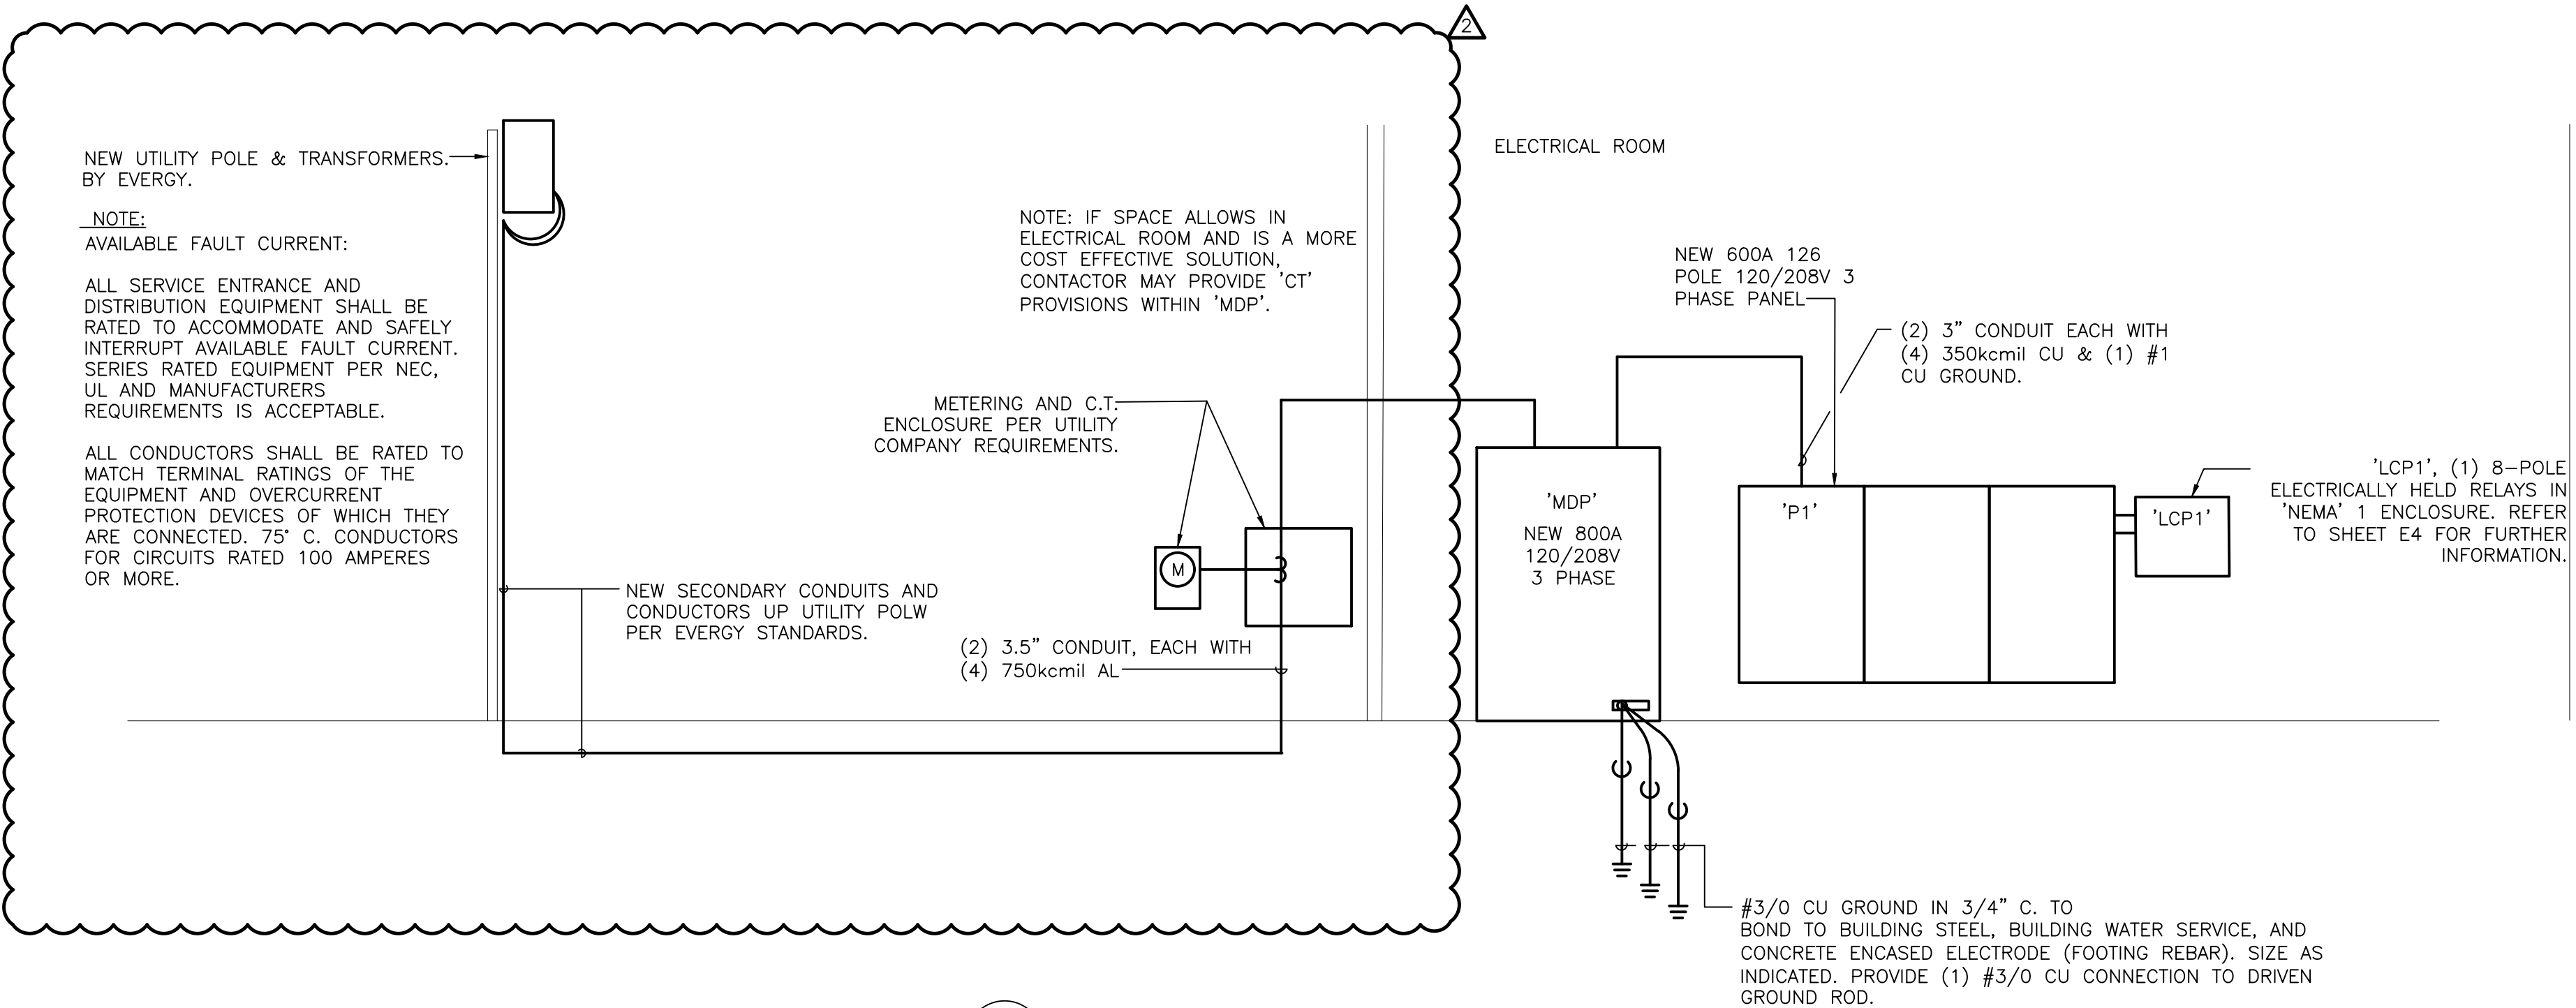 2
NEW UTILITY POLE & TRANSFORMERS.
BY EVERGY.
NOTE:
AVAILABLE FAULT CURRENT:
ALL SERVICE ENTRANCE AND
DISTRIBUTION EQUIPMENT SHALL BE
RATED TO ACCOMMODATE AND SAFELY
INTERRUPT AVAILABLE FAULT CURRENT.
SERIES RATED EQUIPMENT PER NEC,
UL AND MANUFACTURERS
REQUIREMENTS IS ACCEPTABLE.
ALL CONDUCTORS SHALL BE RATED TO
MATCH TERMINAL RATINGS OF THE
EQUIPMENT AND OVERCURRENT
PROTECTION DEVICES OF WHICH THEY
ARE CONNECTED. 75° C. CONDUCTORS
FOR CIRCUITS RATED 100 AMPERES
OR MORE.
NEW SECONDARY CONDUITS AND
CONDUCTORS UP UTILITY POLW
PER EVERGY STANDARDS.
NOTE: IF SPACE ALLOWS IN
ELECTRICAL ROOM AND IS A MORE
COST EFFECTIVE SOLUTION,
CONTACTOR MAY PROVIDE 'CT'
PROVISIONS WITHIN 'MDP'.
METERING AND C.T.
ENCLOSURE PER UTILITY
COMPANY REQUIREMENTS.
M
(2) 3.5" CONDUIT, EACH WITH
(4) 750kcmil AL
ELECTRICAL ROOM
'MDP'
NEW 800A
120/208V
3 PHASE
NEW 600A 126
POLE 120/208V 3
PHASE PANEL
(2) 3" CONDUIT EACH WITH
(4) 350kcmil CU & (1) #1
CU GROUND.
'P1'
'LCP1'
'LCP1', (1) 8-POLE
ELECTRICALLY HELD RELAYS IN
'NEMA' 1 ENCLOSURE. REFER
TO SHEET E4 FOR FURTHER
INFORMATION.
#3/0 CU GROUND IN 3/4" C. TO
BOND TO BUILDING STEEL, BUILDING WATER SERVICE, AND
CONCRETE ENCASED ELECTRODE (FOOTING REBAR). SIZE AS
INDICATED. PROVIDE (1) #3/0 CU CONNECTION TO DRIVEN
GROUND ROD.